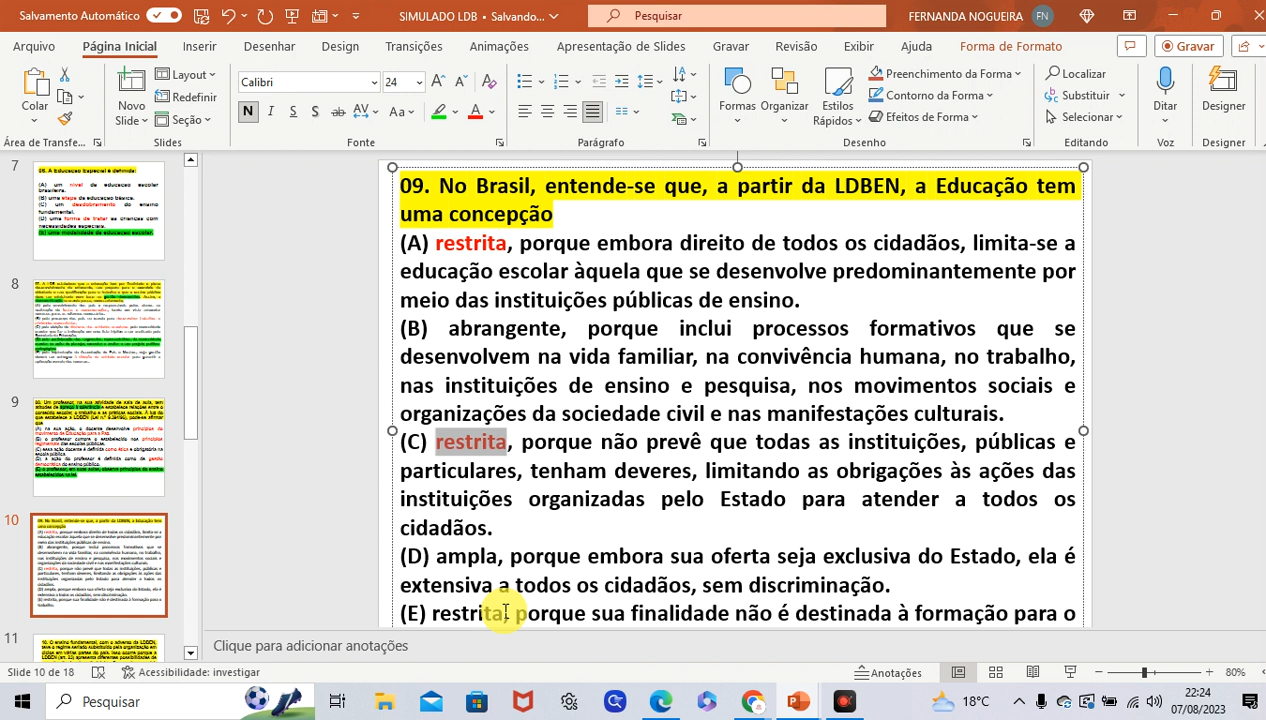 Salvamento Automático
SIMULADO LDB - Salvando...
Pesquisar
FERNANDA NOGUEIRA
FN
Arquivo
Página Inicial
Inserir
Desenhar
Design
Transições
Animações
Apresentação de Slides
Gravar
Revisão
Exibir
Ajuda
Forma de Formato
Gravar
Colar
Novo
Slide
Layout
Redefinir
Seção
Calibri
24
N
I
S
S
ab
AV
Aa
A
Formas
Organizar
Estilos
Rápidos
Preenchimento da Forma
Contorno da Forma
Efeitos de Forma
Localizar
Substituir
Selecionar
Ditar
Designer
Área de Transfe...
Slides
Fonte
Parágrafo
Desenho
Editando
Voz
Designer
7
8
9
10
11
09. No Brasil, entende-se que, a partir da LDBEN, a Educação tem
uma concepção
(A) restrita, porque embora direito de todos os cidadãos, limita-se a
educação escolar àquela que se desenvolve predominantemente por
meio das instituições públicas de ensino.
(B) abrangente, porque inclui processos formativos que se
desenvolvem na vida familiar, na convivência humana, no trabalho,
nas instituições de ensino e pesquisa, nos movimentos sociais e
organizações da sociedade civil e nas manifestações culturais.
(C) restrita, porque não prevê que todas as instituições, públicas e
particulares, tenham deveres, limitando as obrigações às ações das
instituições organizadas pelo Estado para atender a todos os
cidadãos.
(D) ampla, porque embora sua oferta seja exclusiva do Estado, ela é
extensiva a todos os cidadãos, sem discriminação.
(E) restrita, porque sua finalidade não é destinada à formação para o
Clique para adicionar anotações
Slide 10 de 18
Acessibilidade: investigar
Anotações
80%
Pesquisar
18°C
22:24
07/08/2023